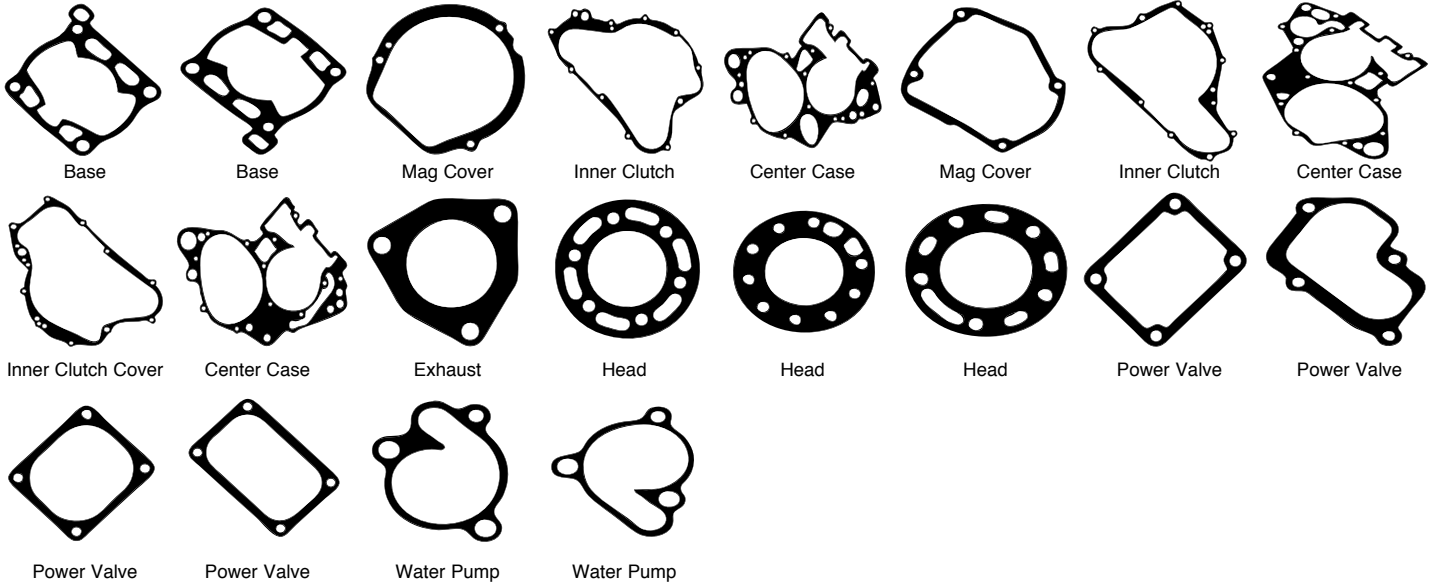 Base
Base
Mag Cover
Inner Clutch
Center Case
Mag Cover
Inner Clutch
Center Case
Inner Clutch Cover
Center Case
Exhaust
Head
Head
Head
Power Valve
Power Valve
Power Valve
Power Valve
Water Pump
Water Pump